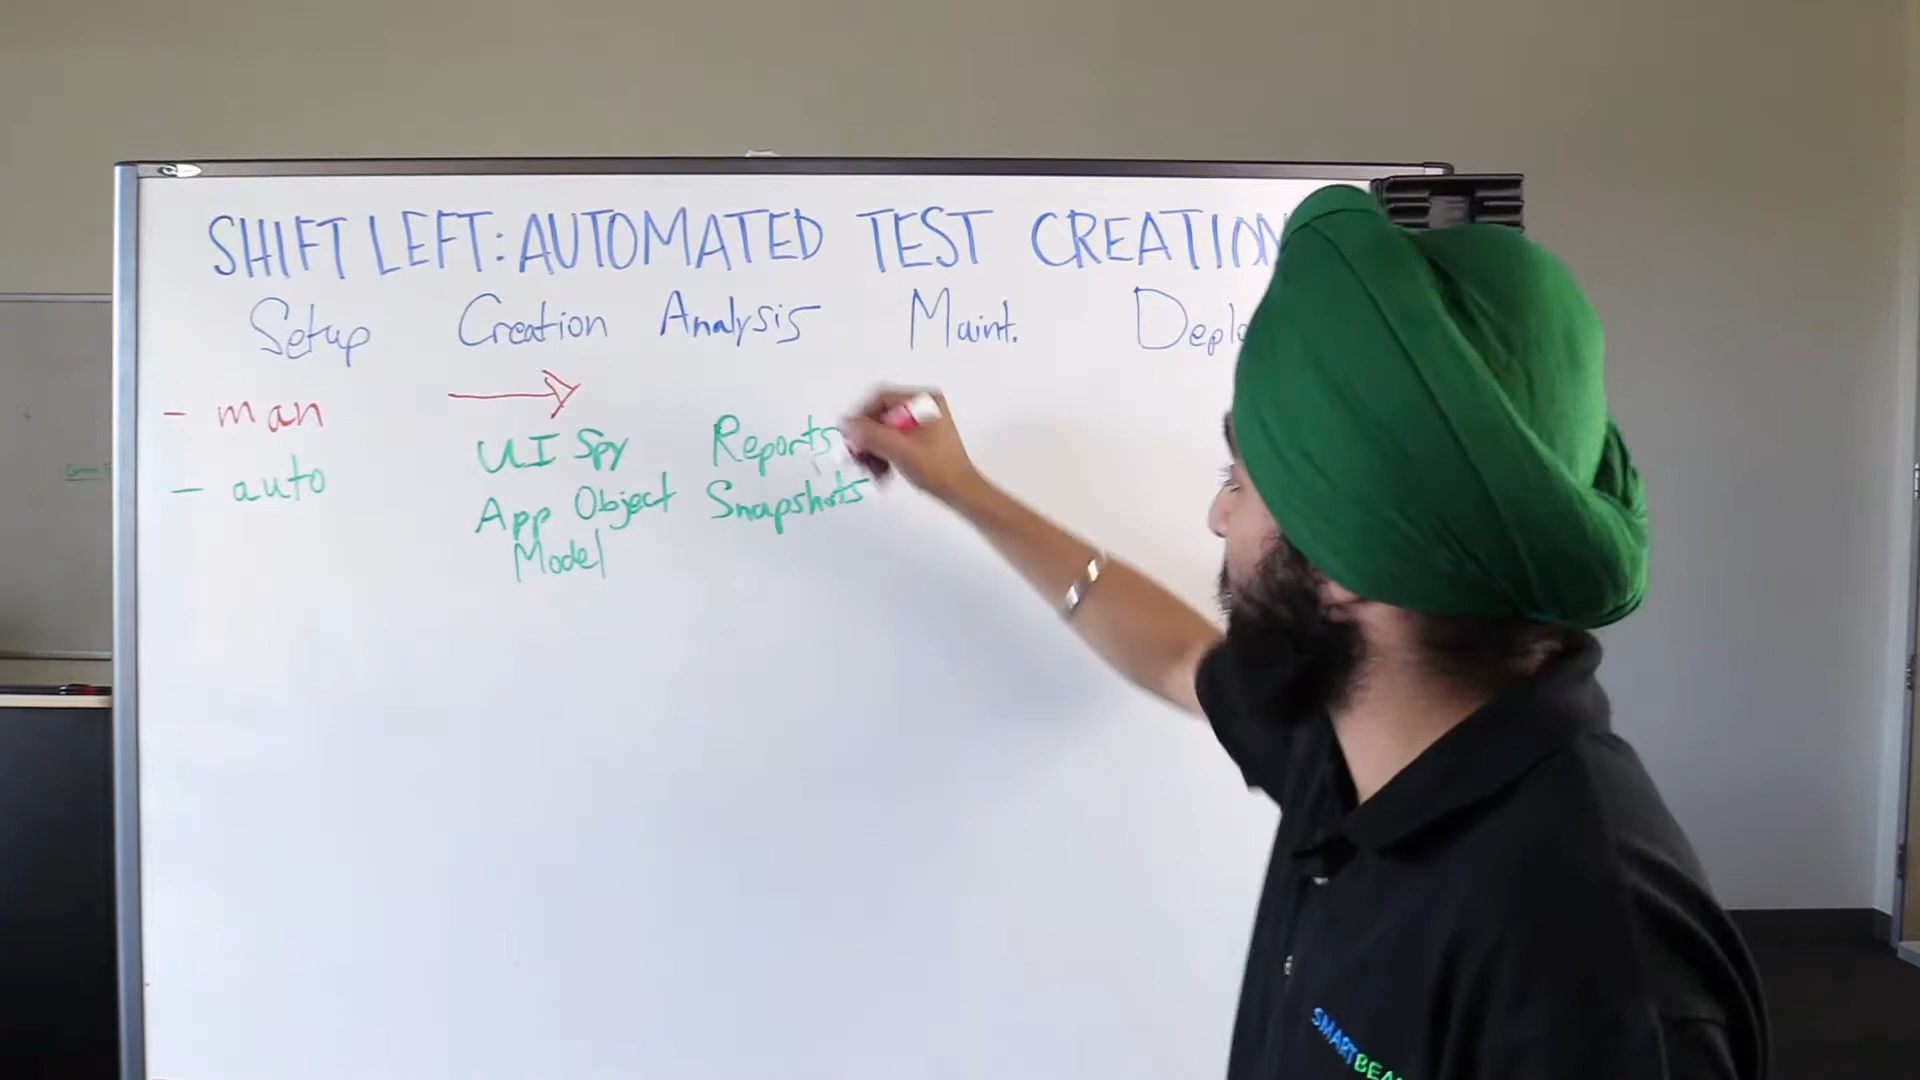 SHIFT LEFT: AUTOMATED TEST CREATION
Setup Creation Analysis Maint. Deplo
- man
- auto
UI Spy Reports
App Object Snapshots
Model
SMARTBEA